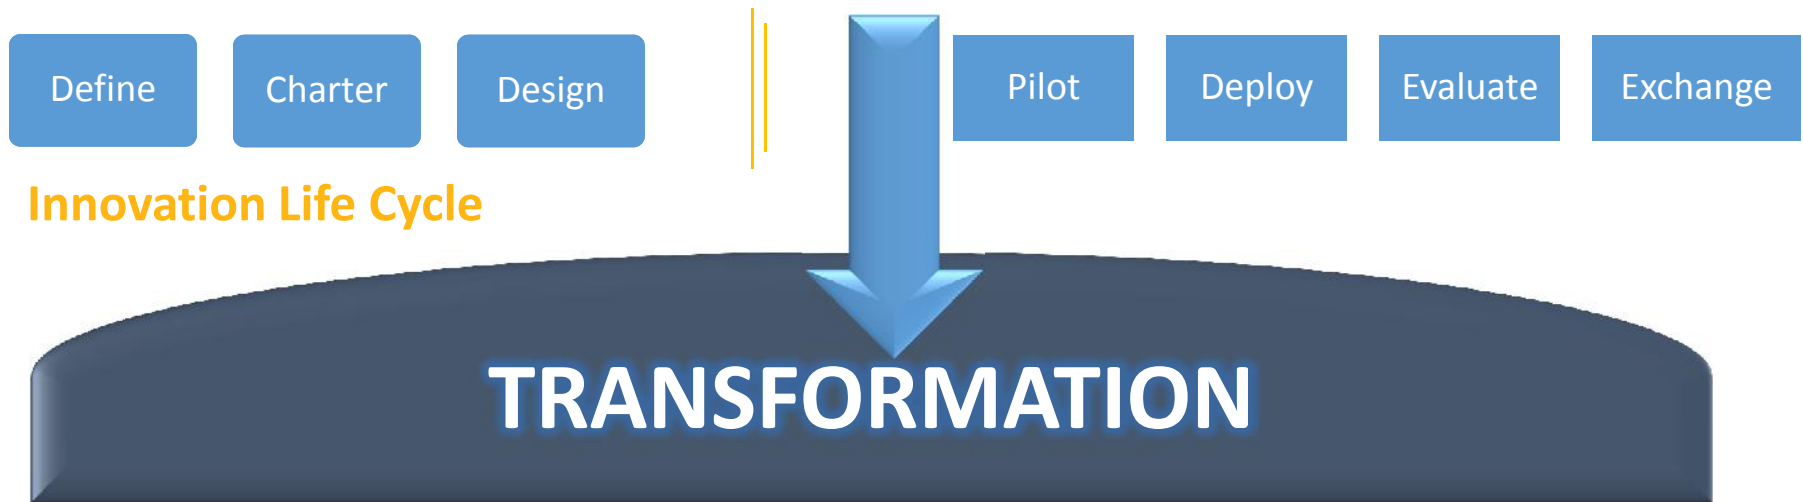 Define Charter Design Pilot Deploy Evaluate Exchange
Innovation Life Cycle
TRANSFORMATION